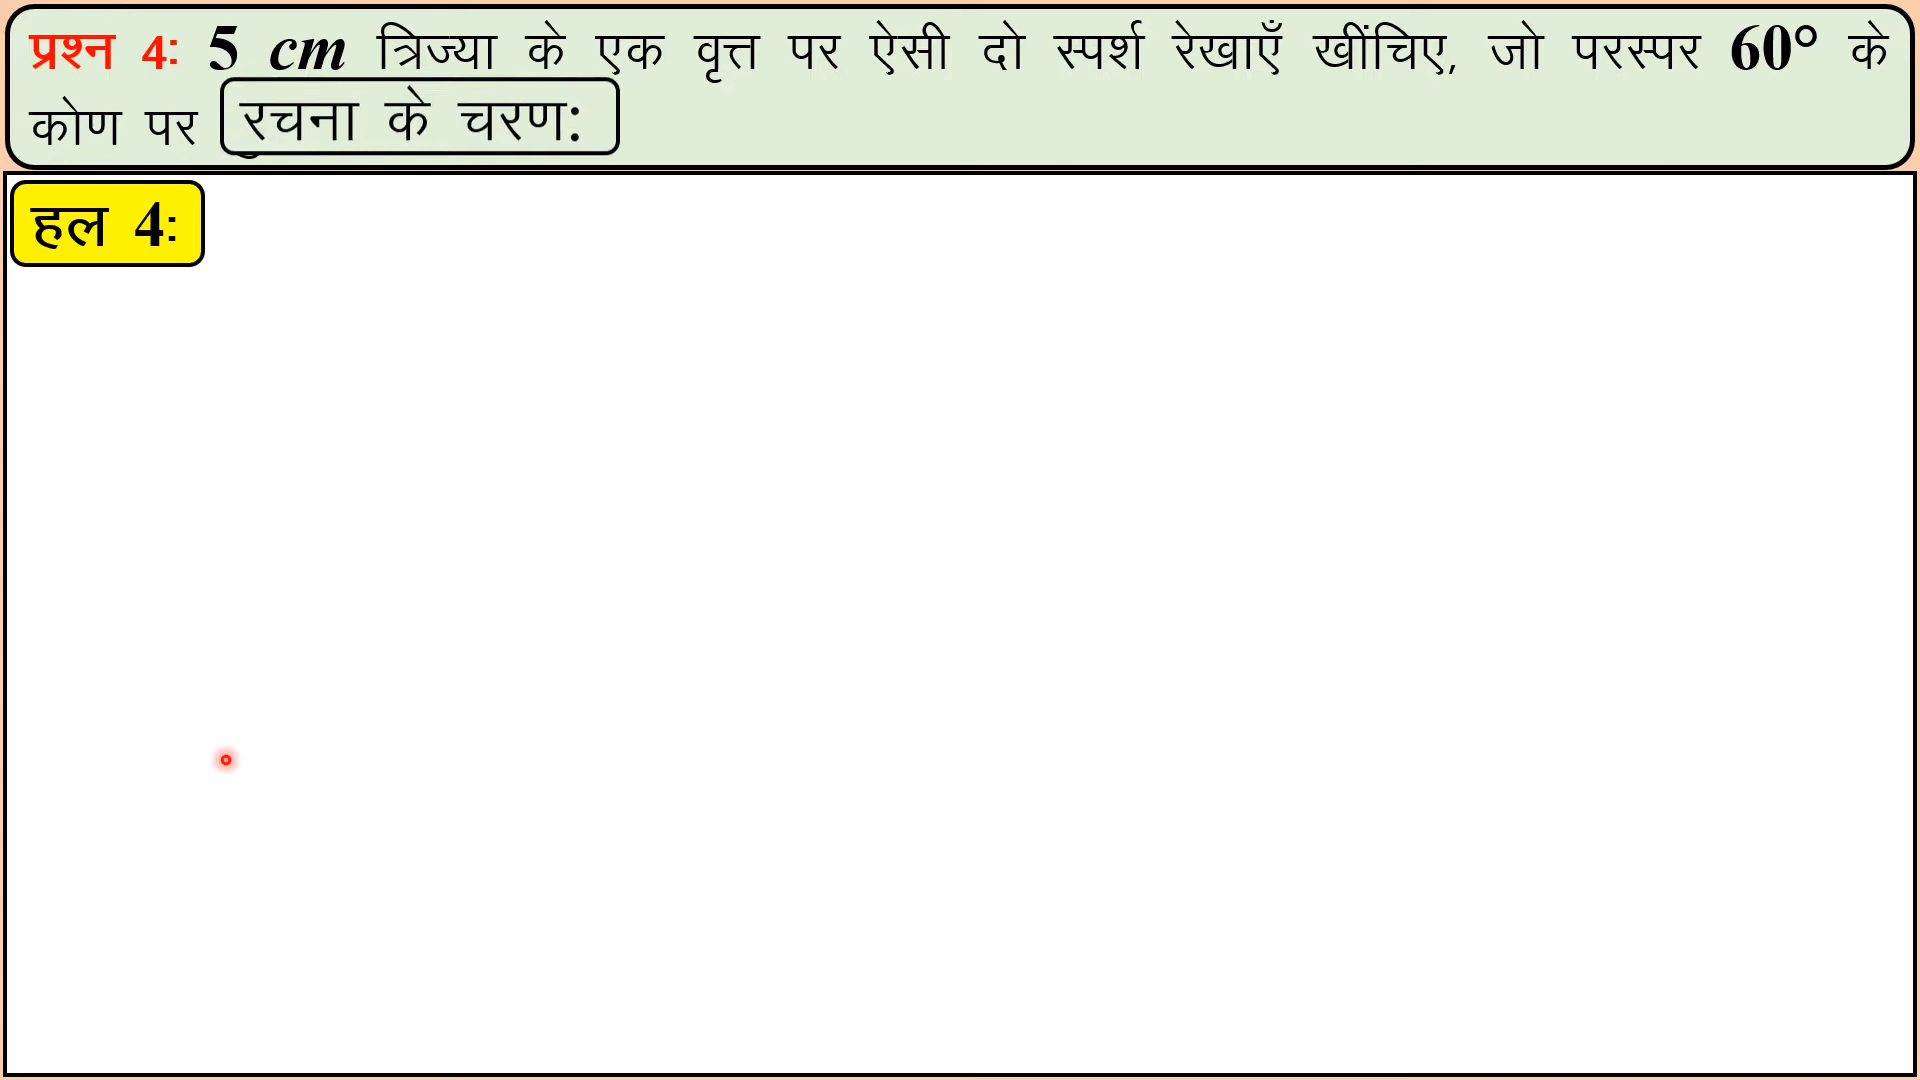 प्रश्न 4: 5 cm त्रिज्या के एक वृत्त पर ऐसी दो स्पर्श रेखाएँ खींचिए, जो परस्पर 60° के
कोण पर रचना के चरण:
हल 4: